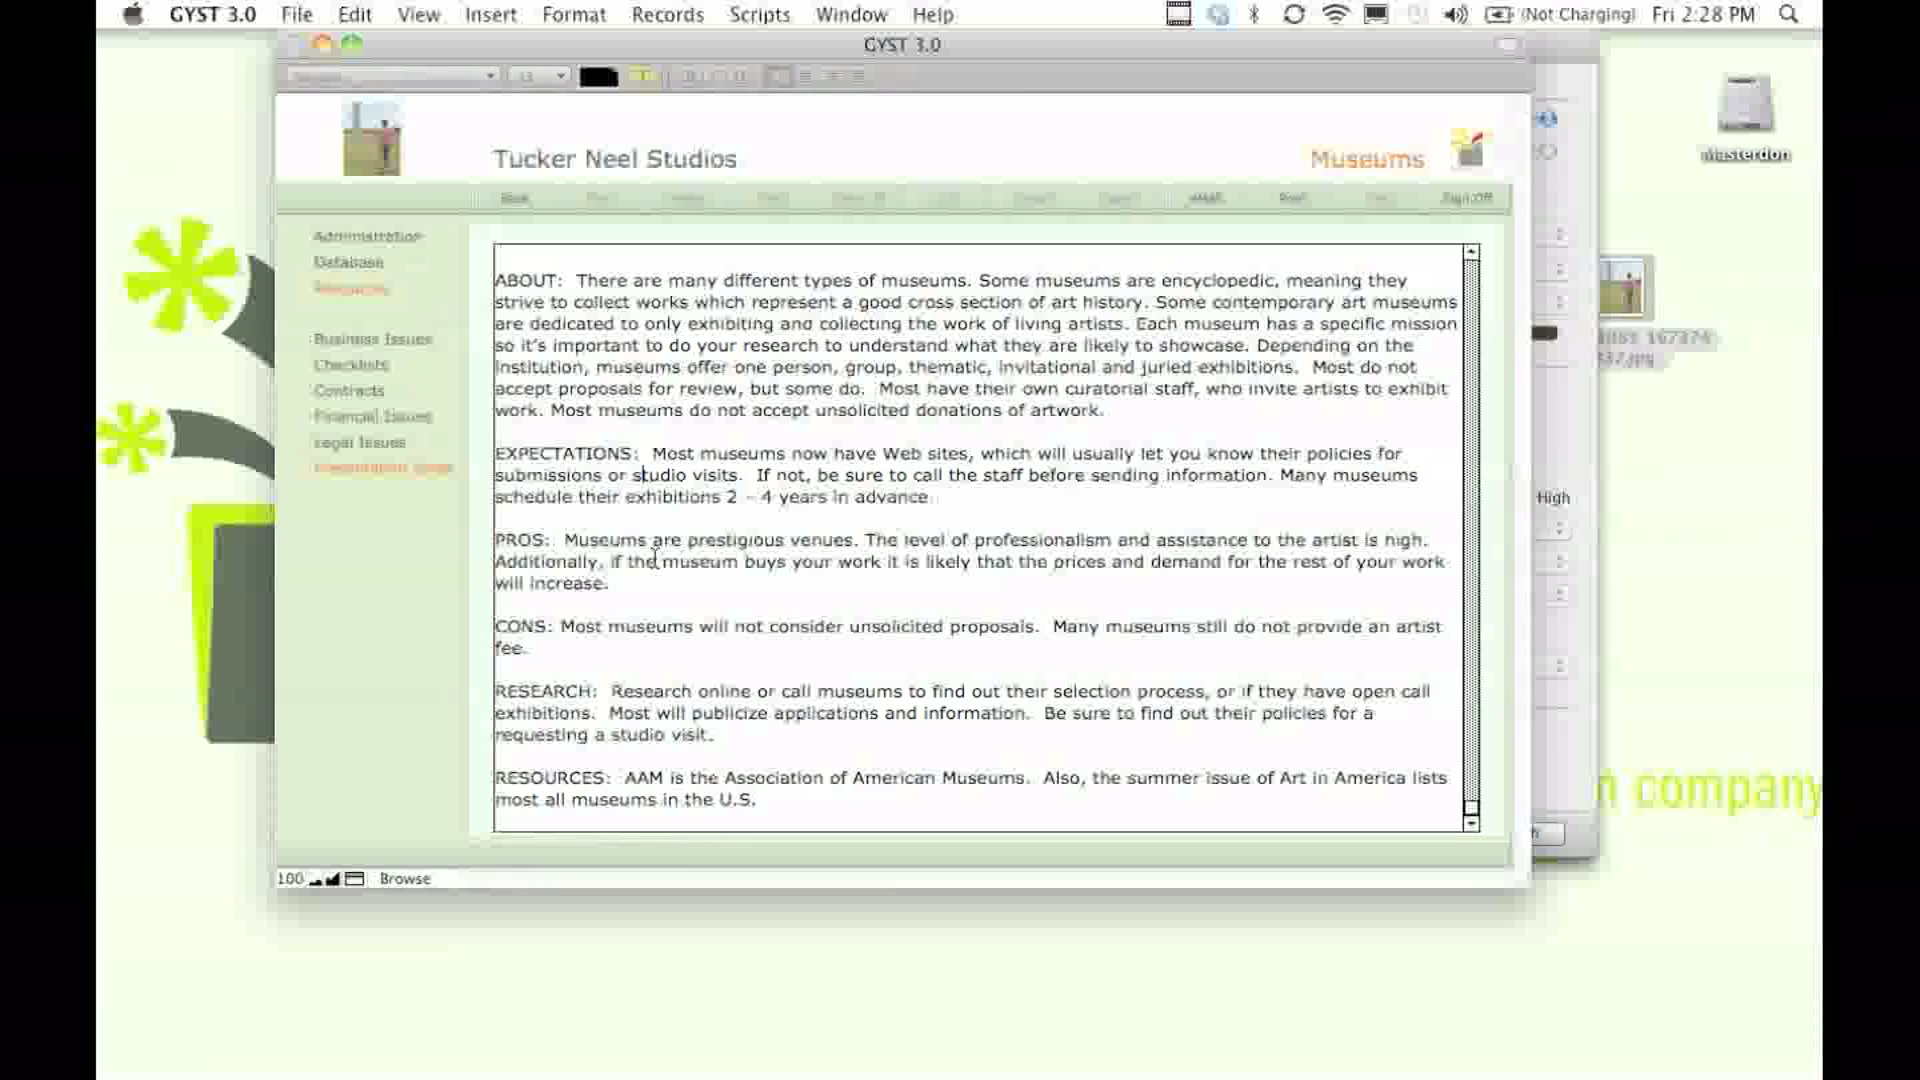 GYST 3.0 File Edit View Insert Format Records Scripts Window Help (Not Charging) Fri 2:28 PM
GYST 3.0
Tucker Neel Studios
Museums
Masterdon
Sign Off
Administration
Database
Resources
Business Issues
Checklists
Contracts
Financial Issues
Legal Issues
ABOUT: There are many different types of museums. Some museums are encyclopedic, meaning they
strive to collect works which represent a good cross section of art history. Some contemporary art museums
are dedicated to only exhibiting and collecting the work of living artists. Each museum has a specific mission
so it's important to do your research to understand what they are likely to showcase. Depending on the
institution, museums offer one person, group, thematic, invitational and juried exhibitions. Most do not
accept proposals for review, but some do. Most have their own curatorial staff, who invite artists to exhibit
work. Most museums do not accept unsolicited donations of artwork.
EXPECTATIONS: Most museums now have Web sites, which will usually let you know their policies for
submissions or studio visits. If not, be sure to call the staff before sending information. Many museums
schedule their exhibitions 2 - 4 years in advance.
PROS: Museums are prestigious venues. The level of professionalism and assistance to the artist is high.
Additionally, if the museum buys your work it is likely that the prices and demand for the rest of your work
will increase.
CONS: Most museums will not consider unsolicited proposals. Many museums still do not provide an artist
fee.
RESEARCH: Research online or call museums to find out their selection process, or if they have open call
exhibitions. Most will publicize applications and information. Be sure to find out their policies for a
requesting a studio visit.
RESOURCES: AAM is the Association of American Museums. Also, the summer issue of Art in America lists
most all museums in the U.S.
High
company
100 Browse